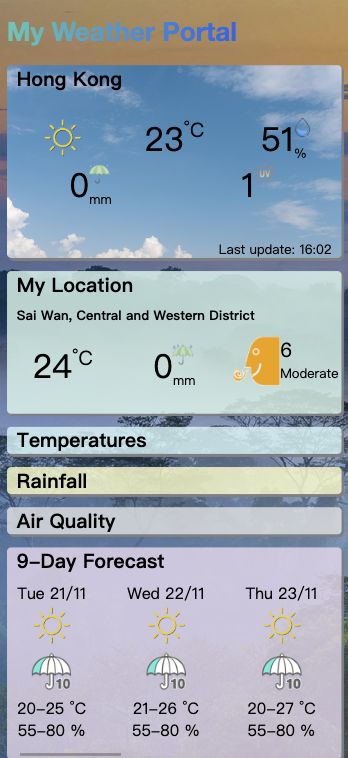 My Weather Portal
Hong Kong
23°C
51%
0mm
1 UV
Last update: 16:02
My Location
Sai Wan, Central and Western District
24°C
0mm
6
Moderate
Temperatures
Rainfall
Air Quality
9-Day Forecast
Tue 21/11 Wed 22/11 Thu 23/11
10 10 10
20-25 °C 21-26 °C 20-27 °C
55-80 % 55-80 % 55-80 %